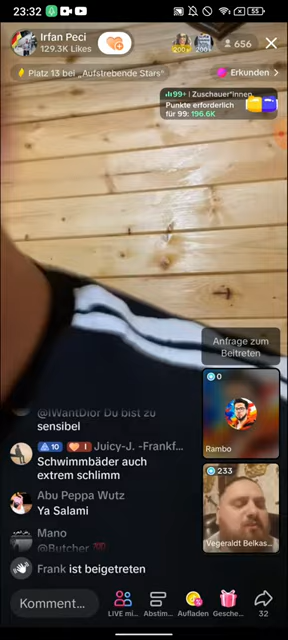 23:32
55
Irfan Peci
129.3K Likes
200+
200+
656
Platz 13 bei „Aufstrebende Stars"
Erkunden >
99+ | Zuschauer*innen
Punkte erforderlich
für 99: 196.6K
Anfrage zum
Beitreten
0
Rambo
233
Vegeraldt Belkas...
@IWantDior Du bist zu
sensibel
10 1 Juicy-J. -Frankf...
Schwimmbäder auch
extrem schlimm
Abu Peppa Wutz
Ya Salami
Mano
@Butcher 💯
Frank ist beigetreten
Komment...
LIVE mi...
Abstim...
Aufladen
Gesche...
32